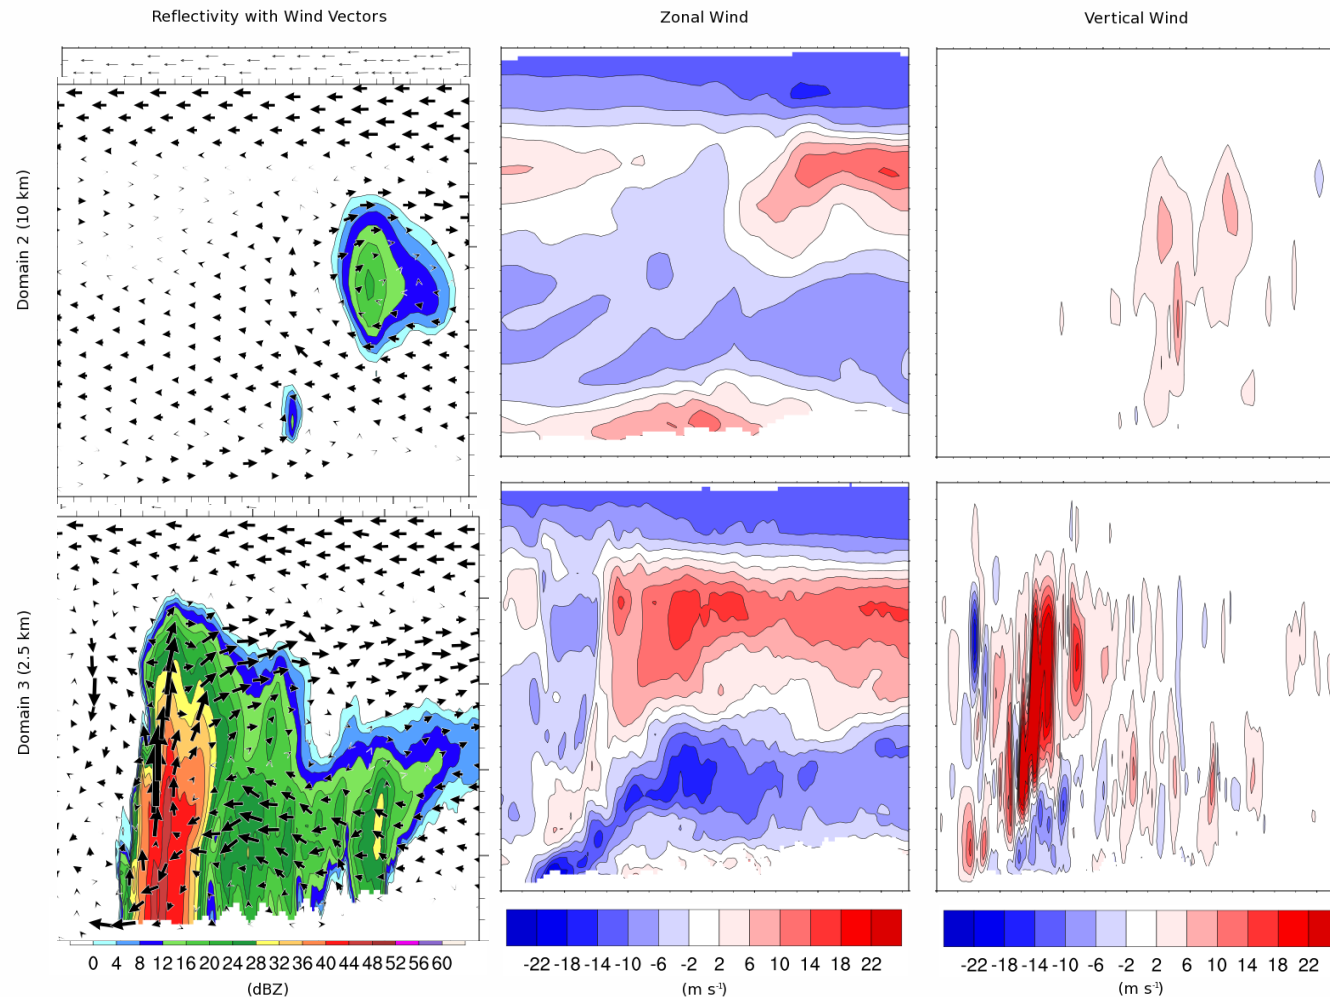 Reflectivity with Wind Vectors
Zonal Wind
Vertical Wind
Domain 2 (10 km)
Domain 3 (2.5 km)
0 4 8 12 16 20 24 28 32 36 40 44 48 52 56 60
(dBZ)
-22 -18 -14 -10 -6 -2 2 6 10 14 18 22
(m s⁻¹)
-22 -18 -14 -10 -6 -2 2 6 10 14 18 22
(m s⁻¹)